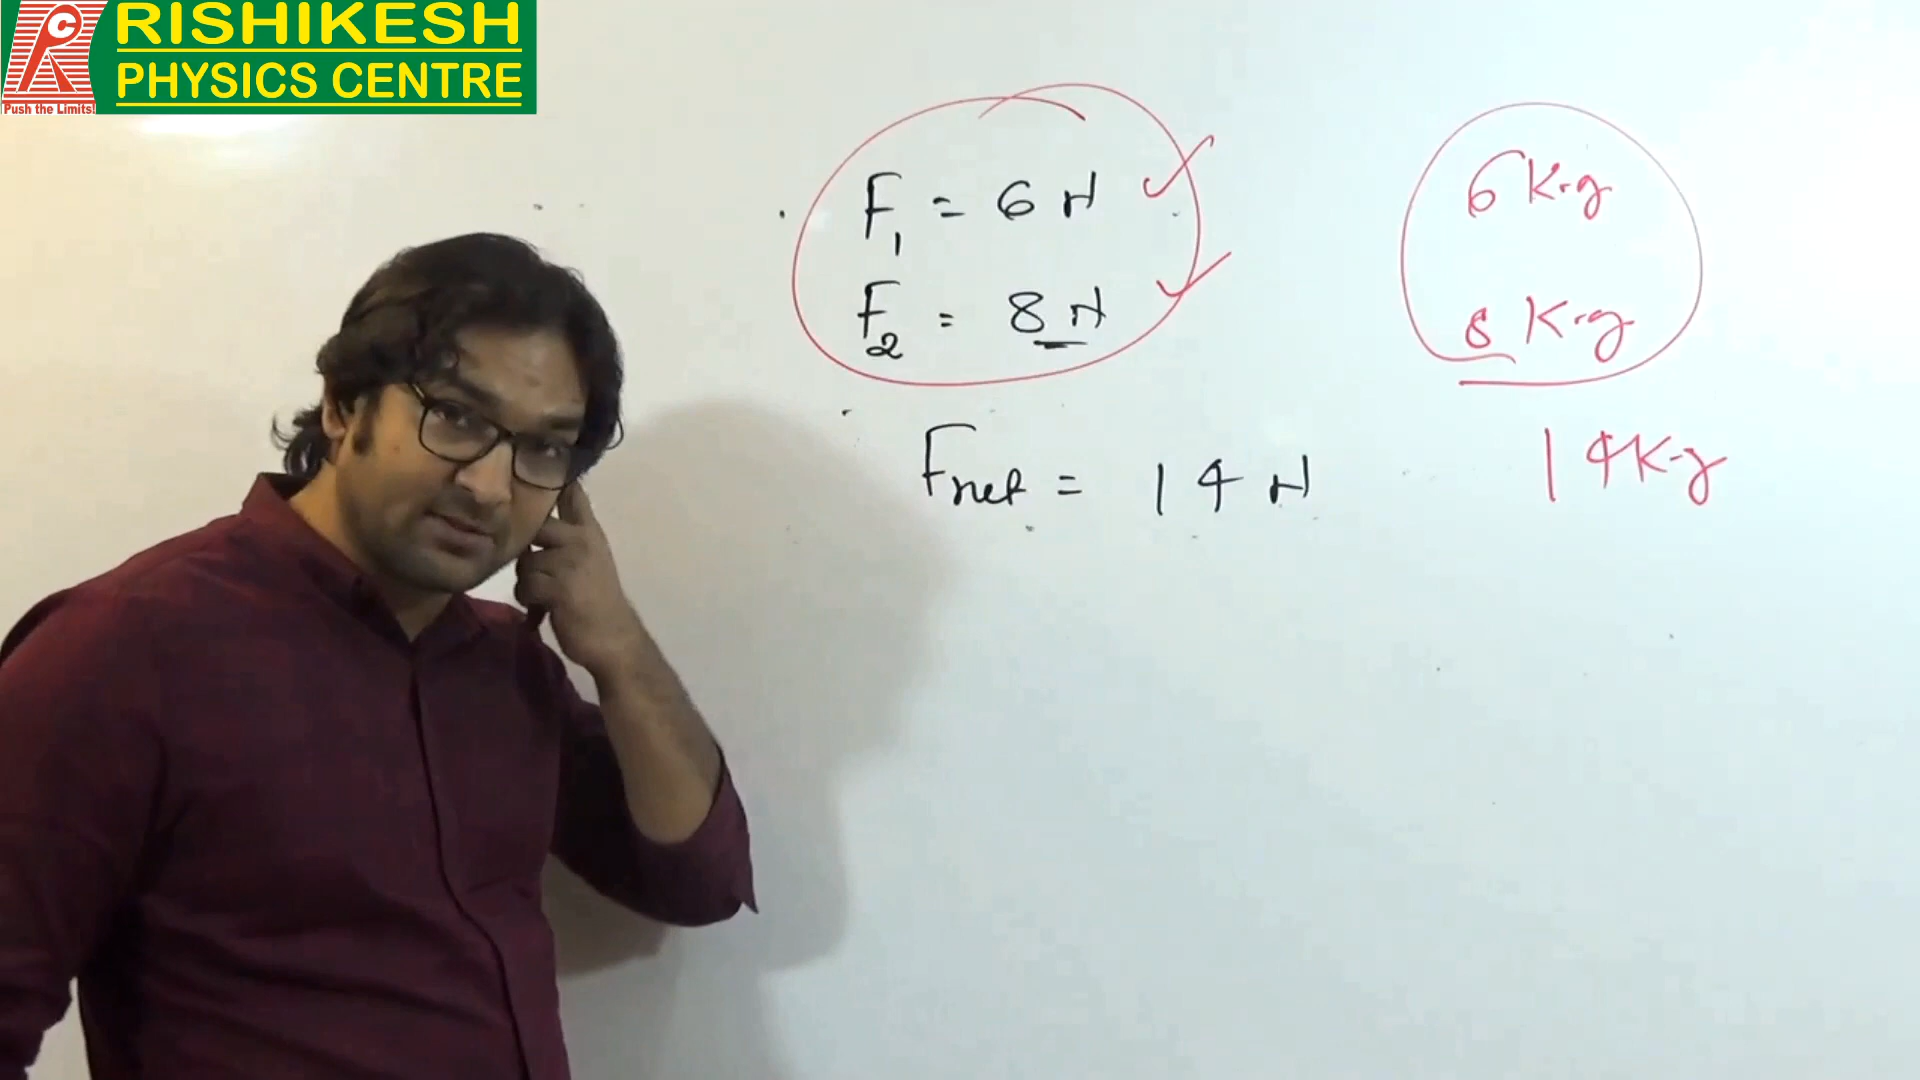 RISHIKESH
PHYSICS CENTRE
Push the Limits!
F1 = 6 N
F2 = 8 N
Fnet = 14 N
6 Kg
8 Kg
14 Kg